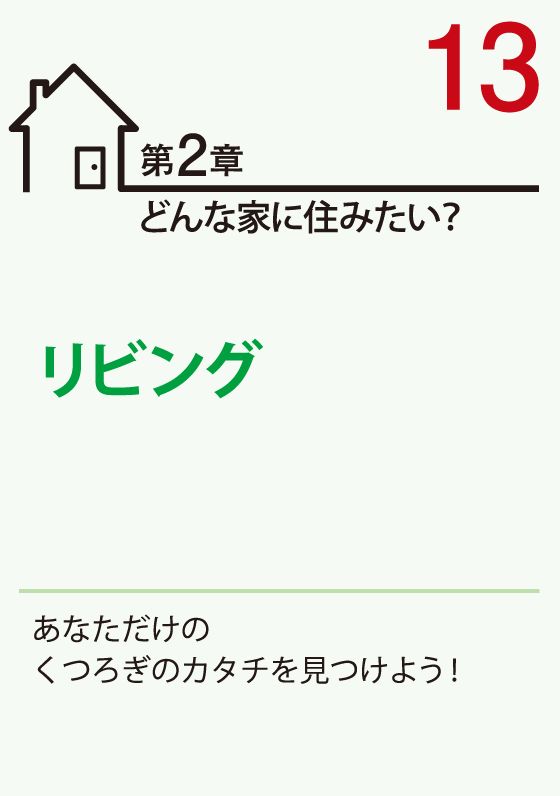 13
第2章
どんな家に住みたい?
リビング
あなただけの
くつろぎのカタチを見つけよう!